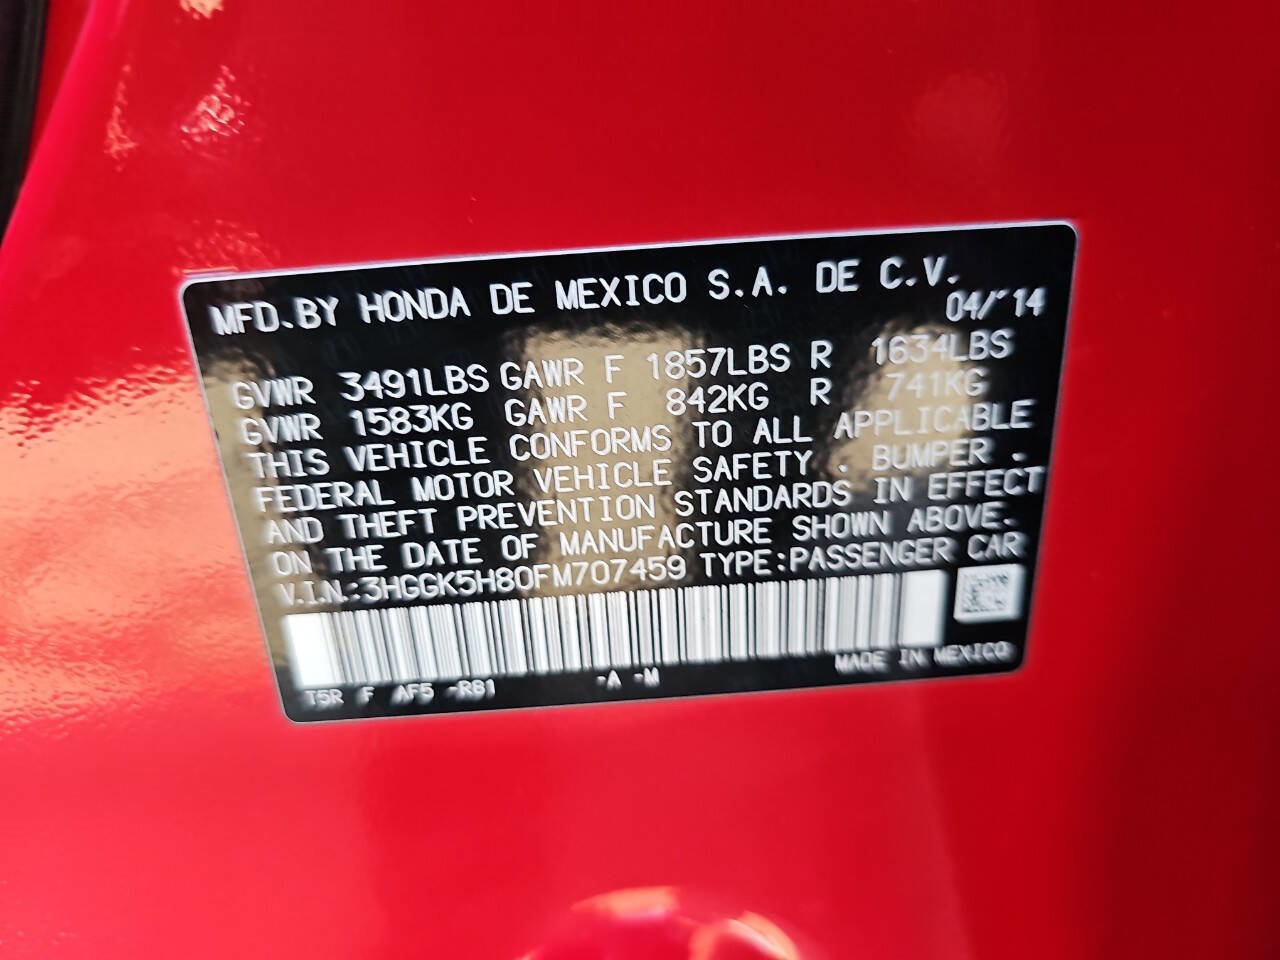 MFD.BY HONDA DE MEXICO S.A. DE C.V.
04/'14
GVWR 3491LBS GAWR F 1857LBS R 1634LBS
GVWR 1583KG GAWR F 842KG R 741KG
THIS VEHICLE CONFORMS TO ALL APPLICABLE
FEDERAL MOTOR VEHICLE SAFETY . BUMPER .
AND THEFT PREVENTION STANDARDS IN EFFECT
ON THE DATE OF MANUFACTURE SHOWN ABOVE.
V.I.N.:3HGGK5H80FM707459 TYPE:PASSENGER CAR
MADE IN MEXICO
T5R F AF5 -R81 -A -M